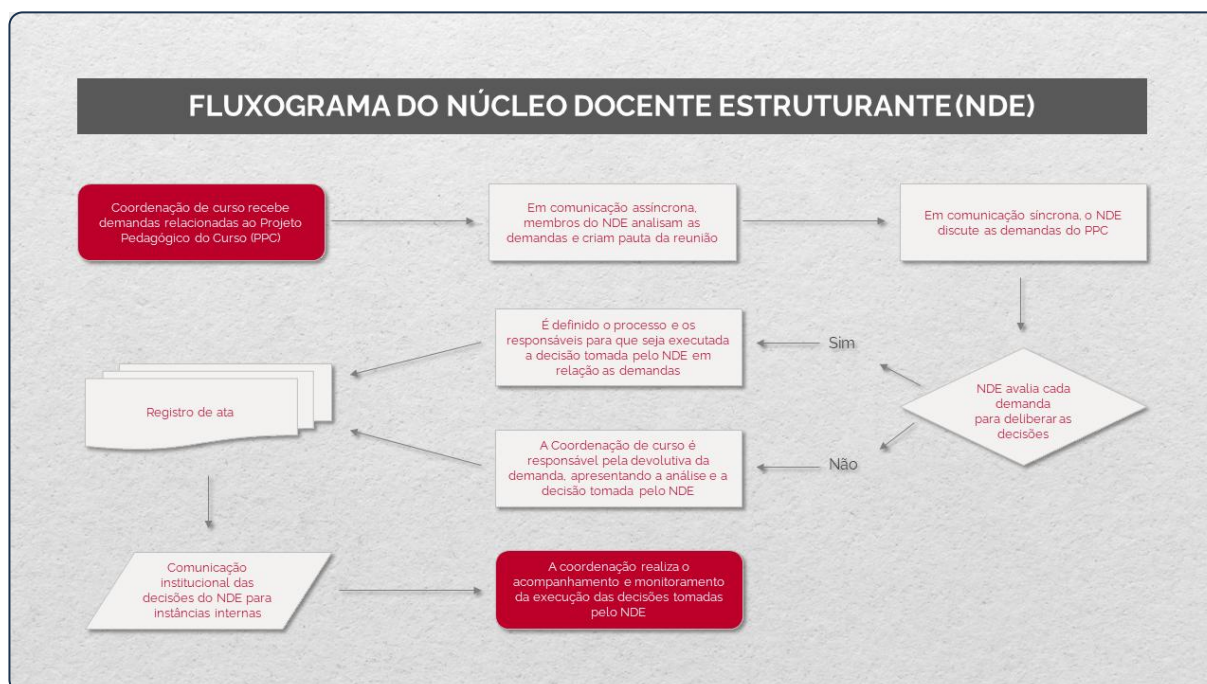 FLUXOGRAMA DO NÚCLEO DOCENTE ESTRUTURANTE (NDE)
Coordenação de curso recebe
demandas relacionadas ao Projeto
Pedagógico do Curso (PPC)
Em comunicação assíncrona,
membros do NDE analisam as
demandas e criam pauta da reunião
Em comunicação síncrona, o NDE
discute as demandas do PPC
NDE avalia cada
demanda
para deliberar as
decisões
Sim
É definido o processo e os
responsáveis para que seja executada
a decisão tomada pelo NDE em
relação as demandas
Não
A Coordenação de curso é
responsável pela devolutiva da
demanda, apresentando a análise e a
decisão tomada pelo NDE
Registro de ata
Comunicação
institucional das
decisões do NDE para
instâncias internas
A coordenação realiza o
acompanhamento e monitoramento
da execução das decisões tomadas
pelo NDE